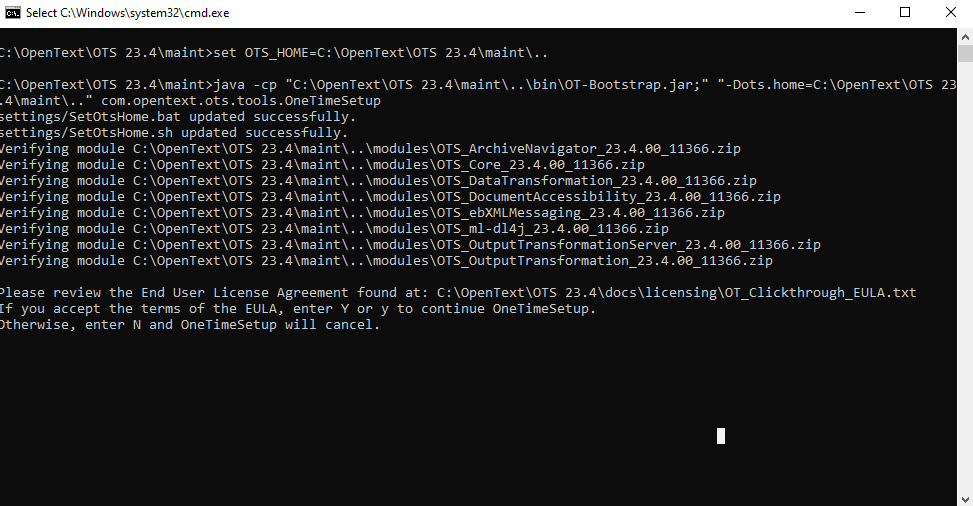 Select C:\Windows\system32\cmd.exe
C:\OpenText\OTS 23.4\maint>set OTS_HOME=C:\OpenText\OTS 23.4\maint\..
C:\OpenText\OTS 23.4\maint>java -cp "C:\OpenText\OTS 23.4\maint\..\bin\OT-Bootstrap.jar;" "-Dots.home=C:\OpenText\OTS 23
.4\maint\.." com.opentext.ots.tools.OneTimeSetup
settings/SetOtsHome.bat updated successfully.
settings/SetOtsHome.sh updated successfully.
Verifying module C:\OpenText\OTS 23.4\maint\..\modules\OTS_ArchiveNavigator_23.4.00_11366.zip
Verifying module C:\OpenText\OTS 23.4\maint\..\modules\OTS_Core_23.4.00_11366.zip
Verifying module C:\OpenText\OTS 23.4\maint\..\modules\OTS_DataTransformation_23.4.00_11366.zip
Verifying module C:\OpenText\OTS 23.4\maint\..\modules\OTS_DocumentAccessibility_23.4.00_11366.zip
Verifying module C:\OpenText\OTS 23.4\maint\..\modules\OTS_ebXMLMessaging_23.4.00_11366.zip
Verifying module C:\OpenText\OTS 23.4\maint\..\modules\OTS_ml-dl4j_23.4.00_11366.zip
Verifying module C:\OpenText\OTS 23.4\maint\..\modules\OTS_OutputTransformationServer_23.4.00_11366.zip
Verifying module C:\OpenText\OTS 23.4\maint\..\modules\OTS_OutputTransformation_23.4.00_11366.zip
Please review the End User License Agreement found at: C:\OpenText\OTS 23.4\docs\licensing\OT_Clickthrough_EULA.txt
If you accept the terms of the EULA, enter Y or y to continue OneTimeSetup.
Otherwise, enter N and OneTimeSetup will cancel.